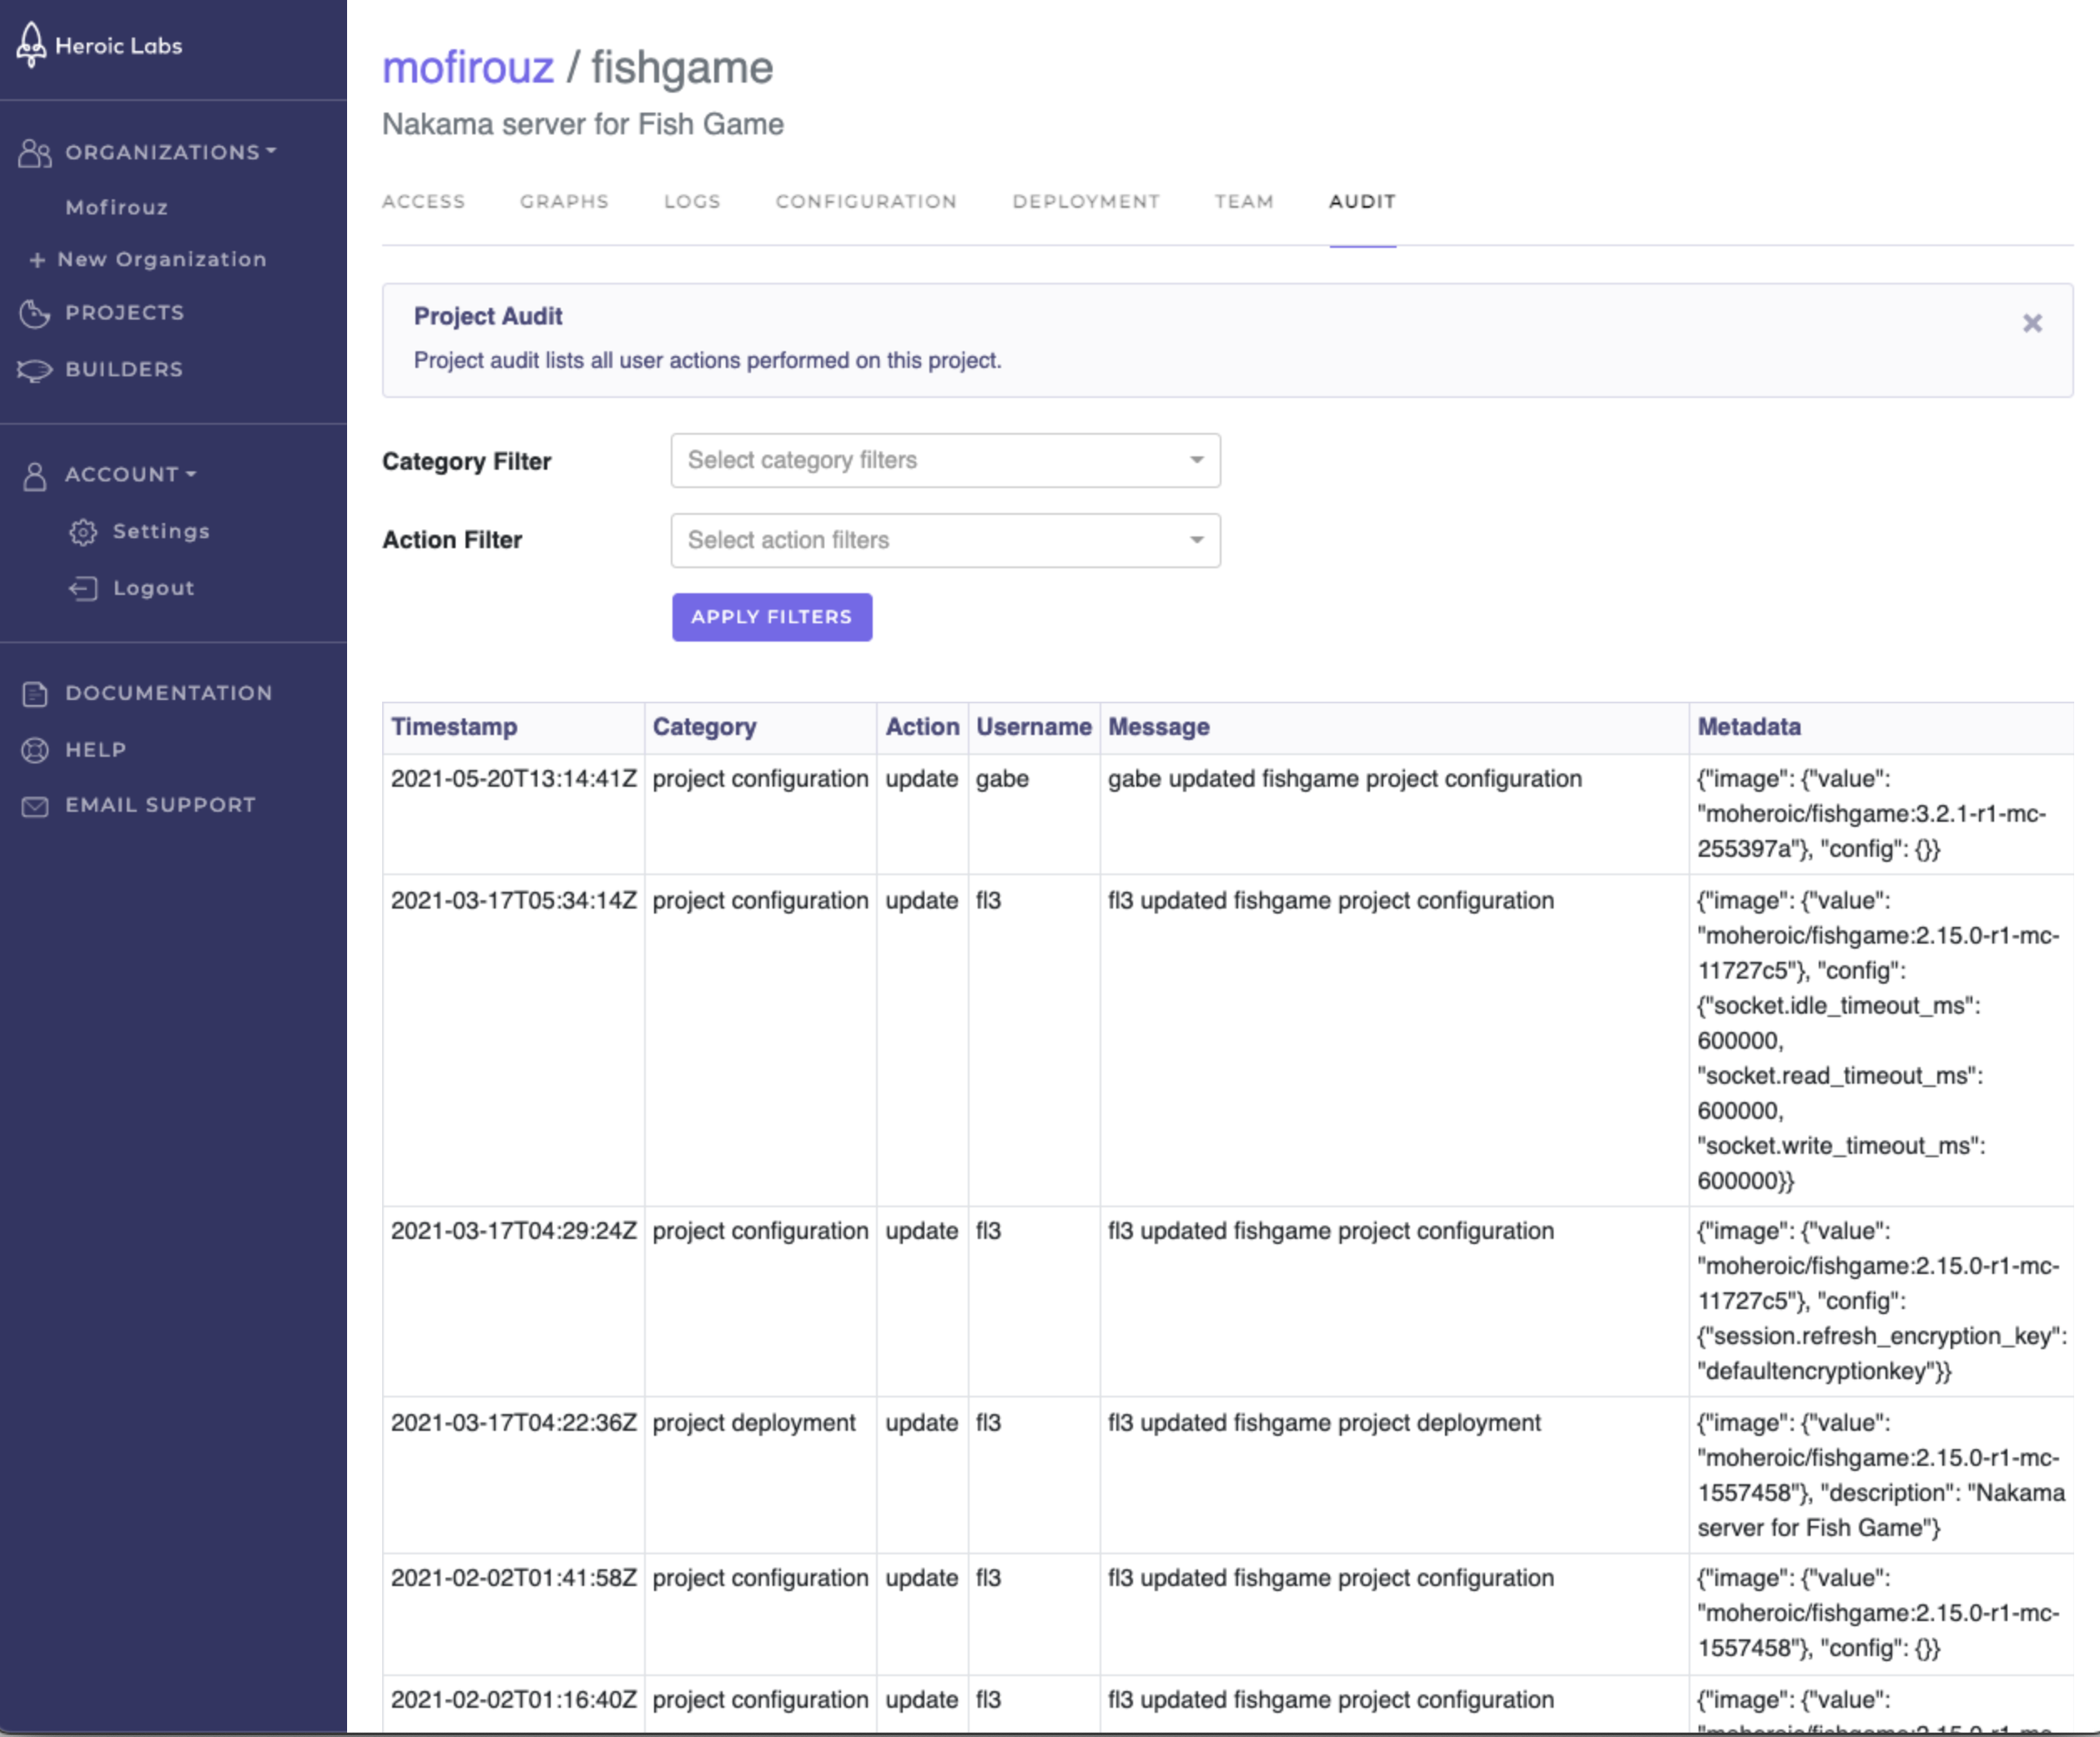 Heroic Labs
ORGANIZATIONS
Mofirouz
+ New Organization
PROJECTS
BUILDERS
ACCOUNT
Settings
Logout
DOCUMENTATION
HELP
EMAIL SUPPORT
mofirouz / fishgame
Nakama server for Fish Game
ACCESS GRAPHS LOGS CONFIGURATION DEPLOYMENT TEAM AUDIT
Project Audit
Project audit lists all user actions performed on this project.
Category Filter Select category filters
Action Filter Select action filters
APPLY FILTERS
Timestamp Category Action Username Message Metadata
2021-05-20T13:14:41Z project configuration update gabe gabe updated fishgame project configuration {"image": {"value":
"moheroic/fishgame:3.2.1-r1-mc-
255397a"}, "config": {}}
2021-03-17T05:34:14Z project configuration update fl3 fl3 updated fishgame project configuration {"image": {"value":
"moheroic/fishgame:2.15.0-r1-mc-
11727c5"}, "config":
{"socket.idle_timeout_ms":
600000,
"socket.read_timeout_ms":
600000,
"socket.write_timeout_ms":
600000}}
2021-03-17T04:29:24Z project configuration update fl3 fl3 updated fishgame project configuration {"image": {"value":
"moheroic/fishgame:2.15.0-r1-mc-
11727c5"}, "config":
{"session.refresh_encryption_key":
"defaultencryptionkey"}}
2021-03-17T04:22:36Z project deployment update fl3 fl3 updated fishgame project deployment {"image": {"value":
"moheroic/fishgame:2.15.0-r1-mc-
1557458"}, "description": "Nakama
server for Fish Game"}
2021-02-02T01:41:58Z project configuration update fl3 fl3 updated fishgame project configuration {"image": {"value":
"moheroic/fishgame:2.15.0-r1-mc-
1557458"}, "config": {}}
2021-02-02T01:16:40Z project configuration update fl3 fl3 updated fishgame project configuration {"image": {"value":